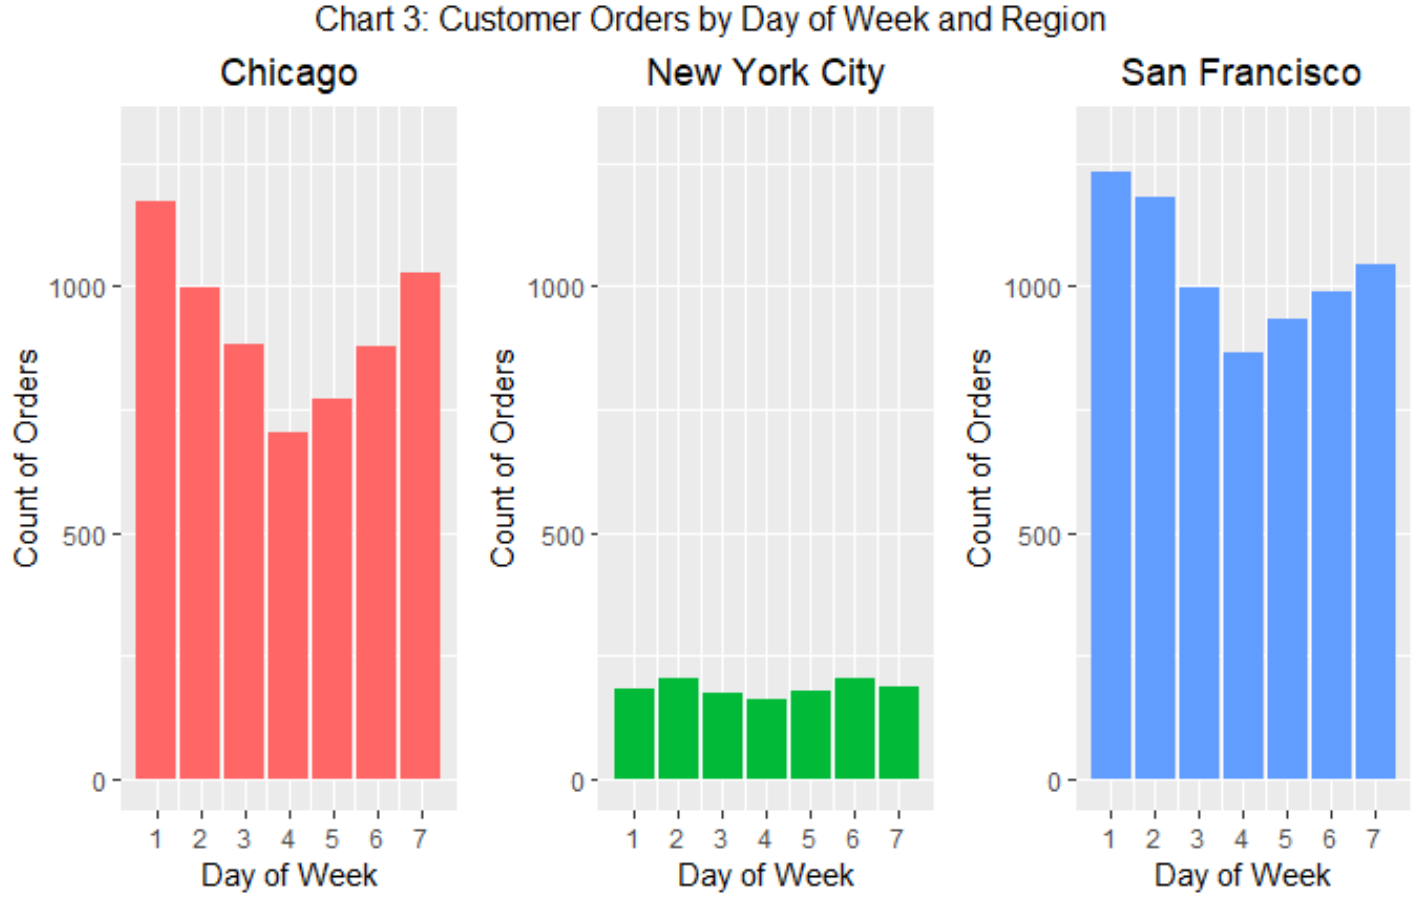 Chart 3: Customer Orders by Day of Week and Region
Chicago
Count of Orders
1000
500
0
1 2 3 4 5 6 7
Day of Week
New York City
Count of Orders
1000
500
0
1 2 3 4 5 6 7
Day of Week
San Francisco
Count of Orders
1000
500
0
1 2 3 4 5 6 7
Day of Week